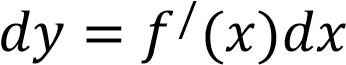 dy = f′(x)dx